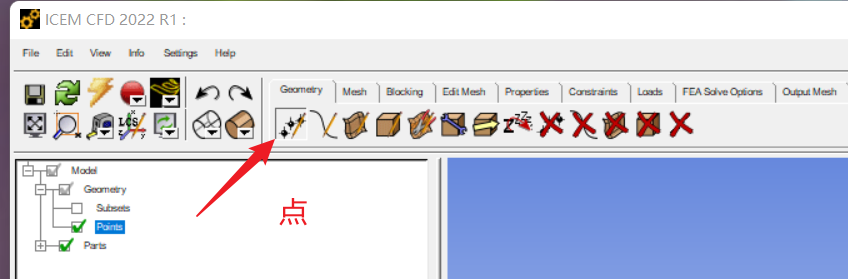 ICEM CFD 2022 R1 :
File Edit View Info Settings Help
Geometry Mesh Blocking Edit Mesh Properties Constraints Loads FEA Solve Options Output Mesh
LCS
Model
Geometry
Subsets
Points
Parts
点